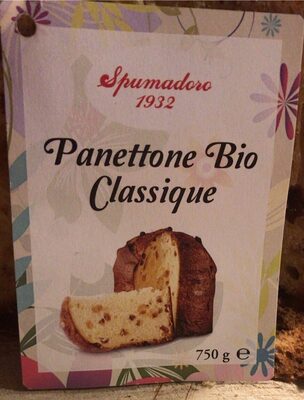 Spumadoro
1932
Panettone Bio
Classique
750 g e